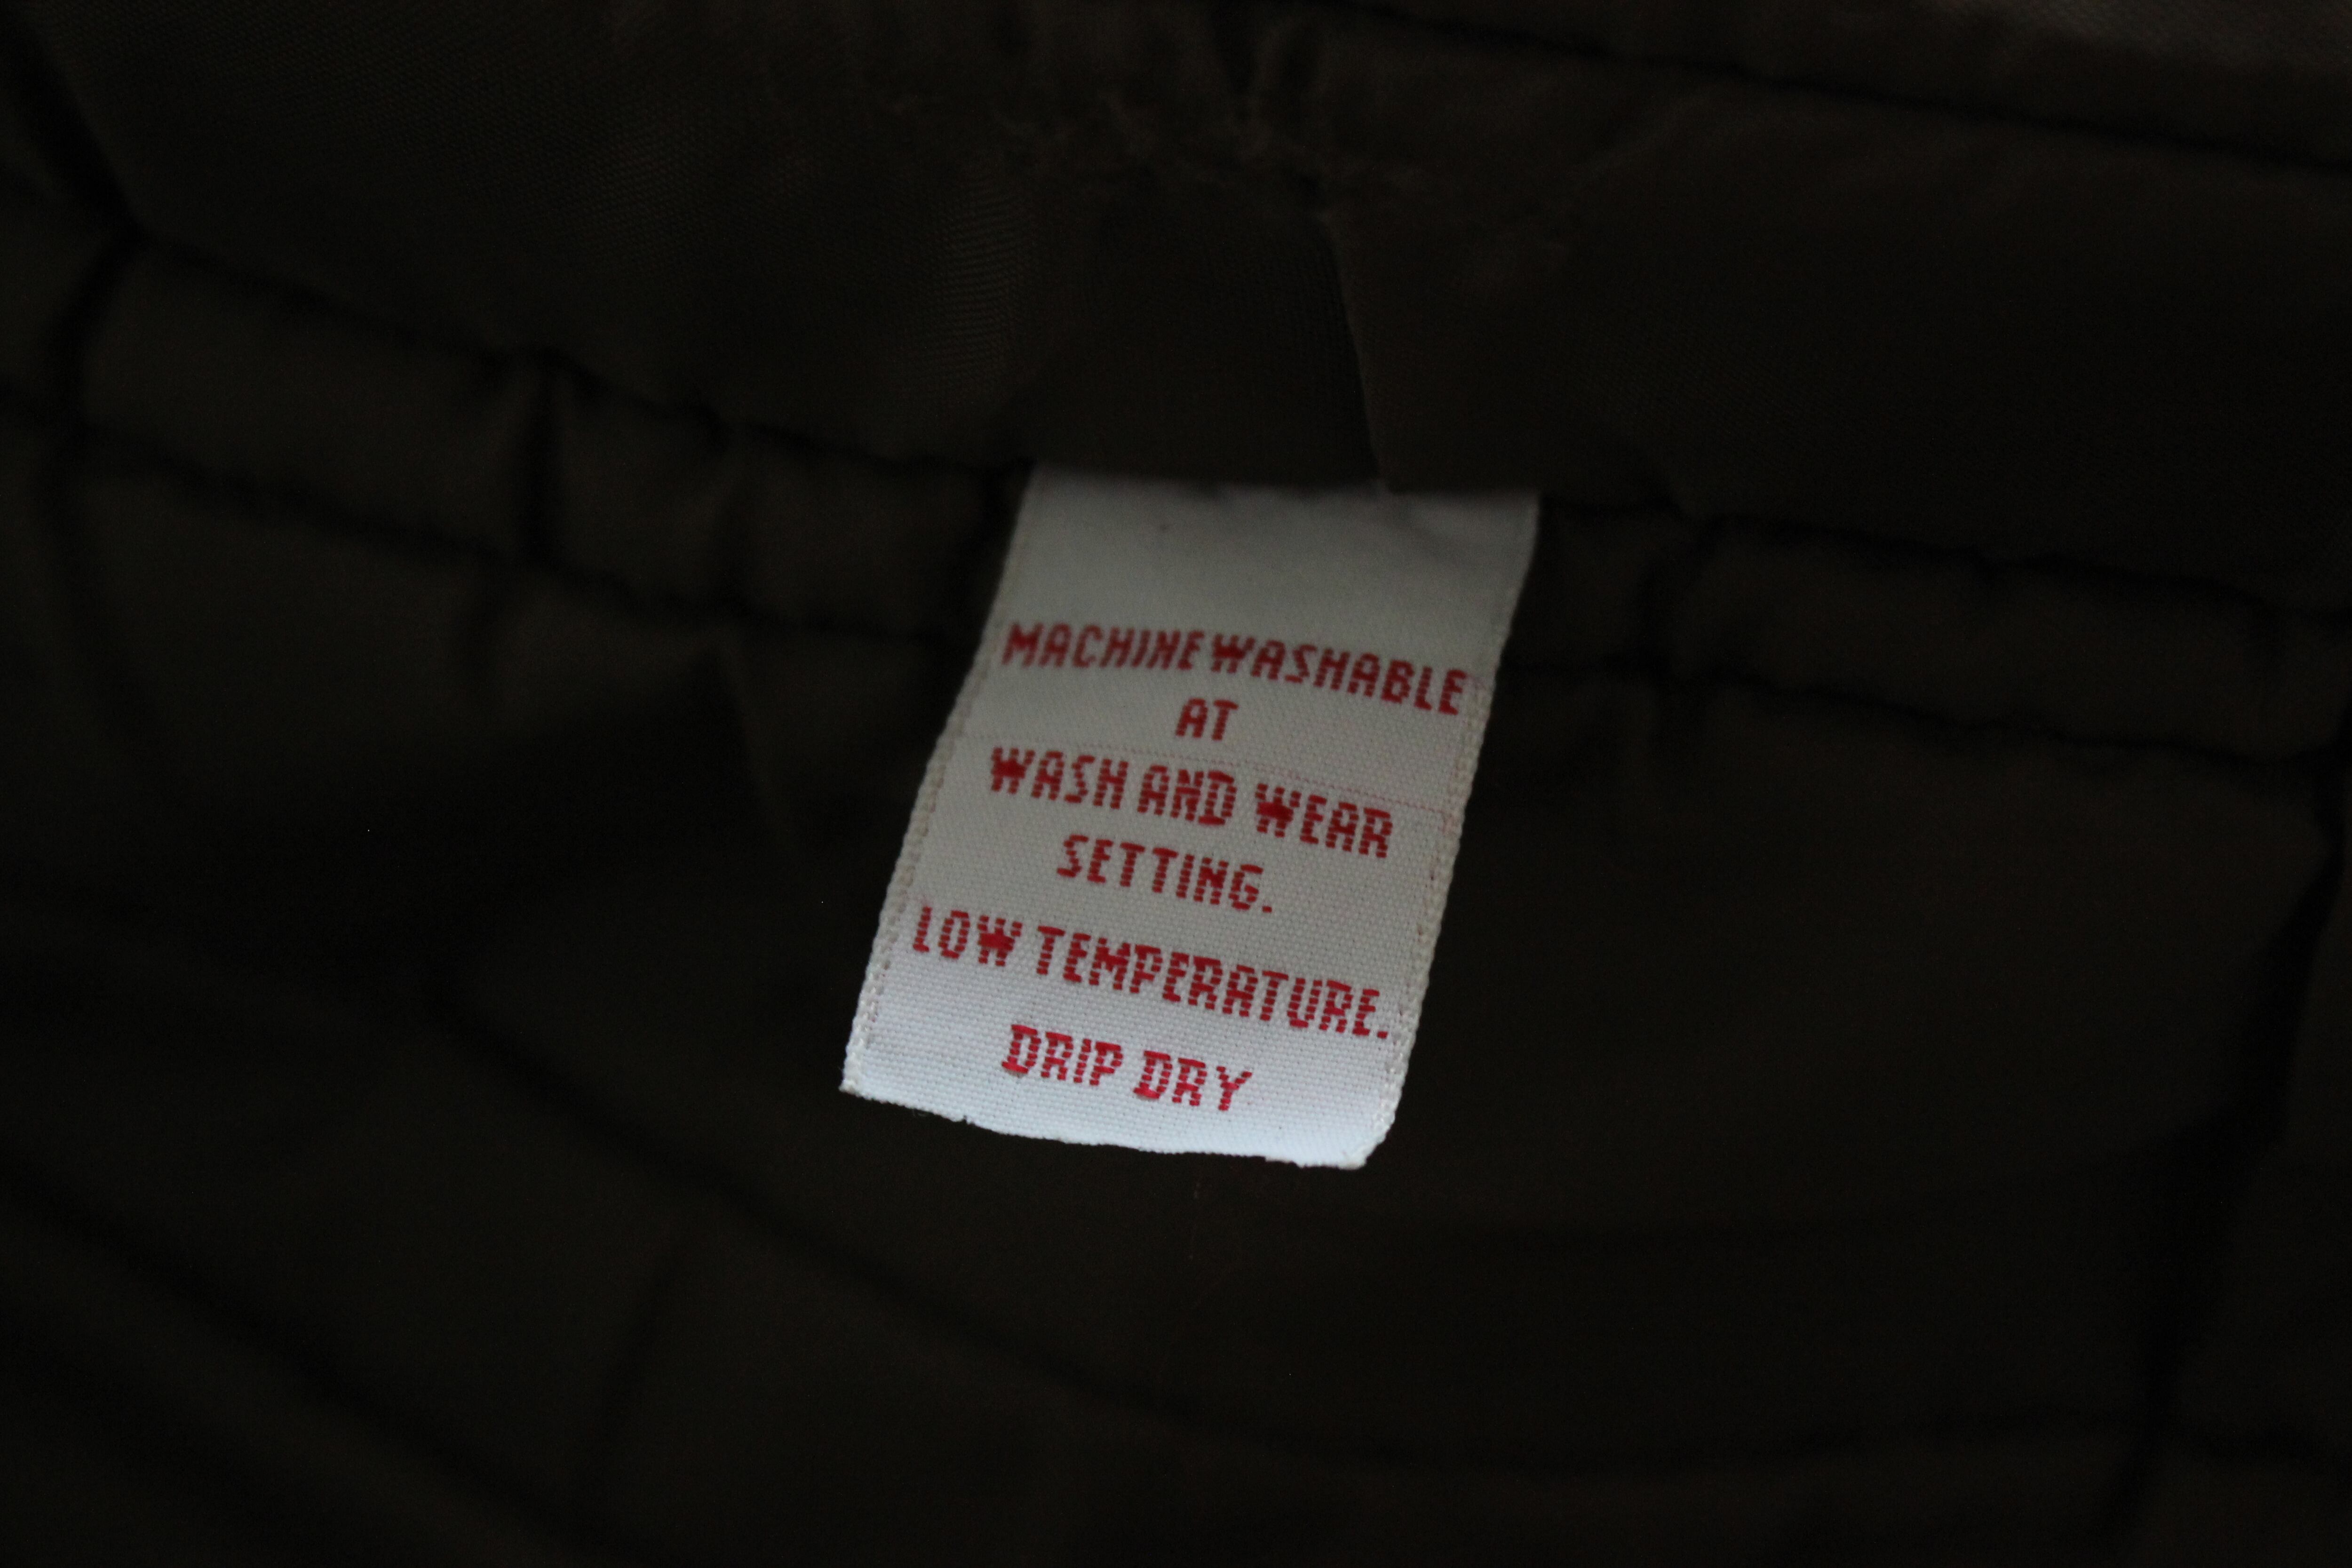 MACHINE WASHABLE
AT
WASH AND WEAR
SETTING.
LOW TEMPERATURE.
DRIP DRY